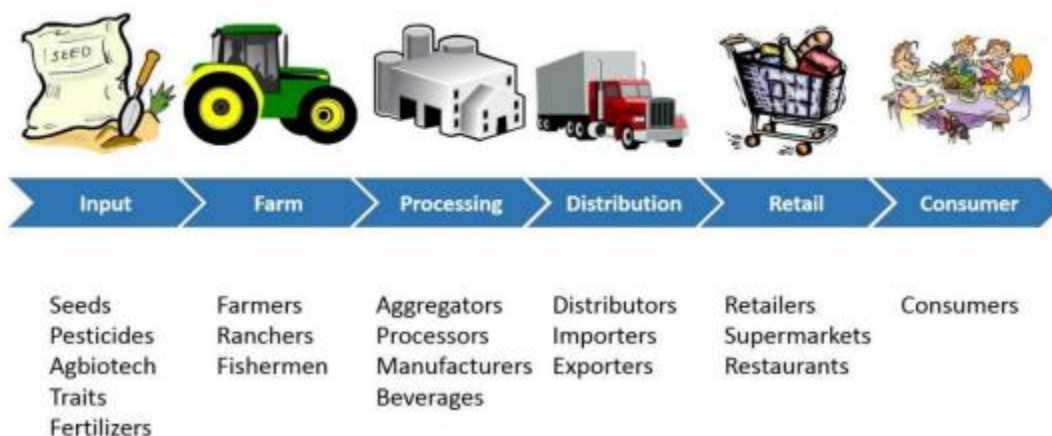 SEED
Input
Farm
Processing
Distribution
Retail
Consumer
Seeds
Pesticides
Agbiotech
Traits
Fertilizers
Farmers
Ranchers
Fishermen
Aggregators
Processors
Manufacturers
Beverages
Distributors
Importers
Exporters
Retailers
Supermarkets
Restaurants
Consumers